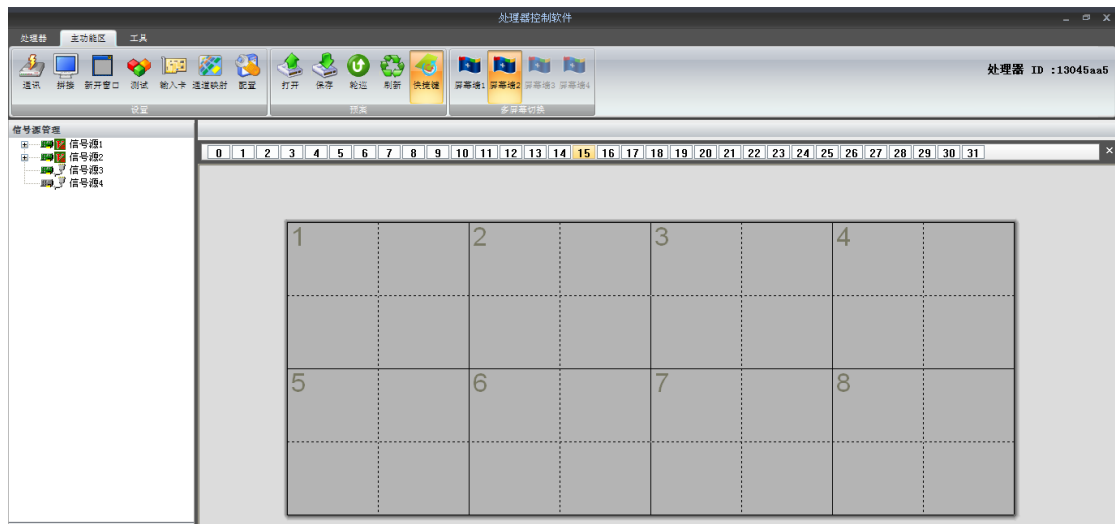 处理器控制软件
处理器 主功能区 工具
通讯 拼接 新开窗口 测试 输入卡 通道映射 配置 打开 保存 轮巡 刷新 快捷键 屏幕墙1 屏幕墙2 屏幕墙3 屏幕墙4
处理器 ID :13045aa5
设置 预案 多屏幕切换
信号源管理
信号源1
信号源2
信号源3
信号源4
0 1 2 3 4 5 6 7 8 9 10 11 12 13 14 15 16 17 18 19 20 21 22 23 24 25 26 27 28 29 30 31
1 2 3 4
5 6 7 8